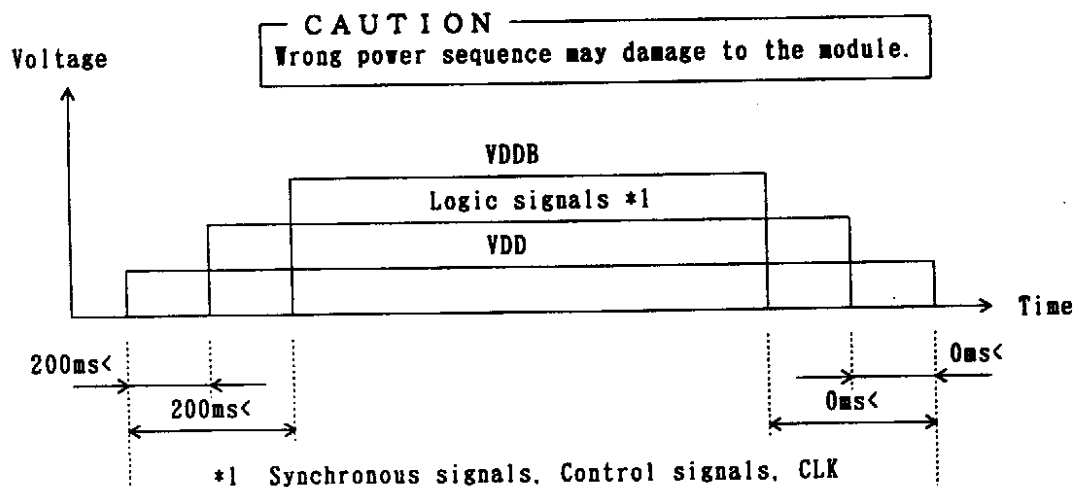 CAUTION
Wrong power sequence may damage to the module.
Voltage
VDDB
Logic signals *1
VDD
Time
200ms<
0ms<
200ms<
0ms<
*1 Synchronous signals, Control signals, CLK